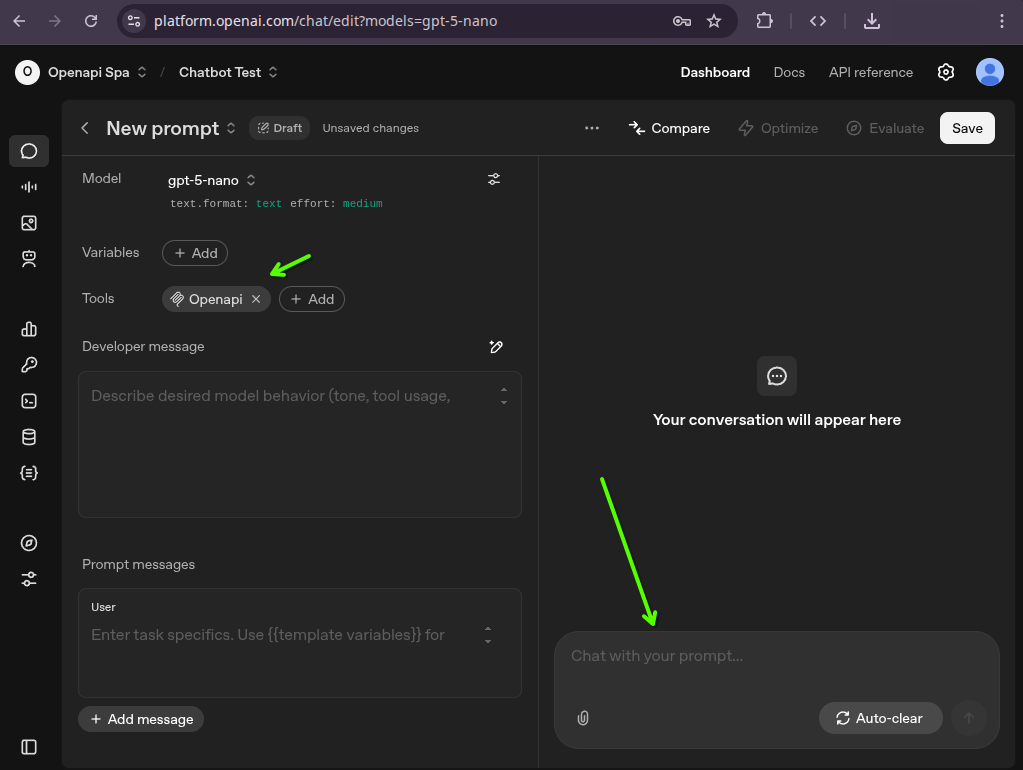 platform.openai.com/chat/edit?models=gpt-5-nano
O Openapi Spa / Chatbot Test Dashboard Docs API reference
New prompt Draft Unsaved changes ... Compare Optimize Evaluate Save
Model gpt-5-nano
text.format: text effort: medium
Variables + Add
Tools Openapi × + Add
Developer message
Describe desired model behavior (tone, tool usage,
Your conversation will appear here
Prompt messages
User
Enter task specifics. Use {{template variables}} for
Chat with your prompt...
+ Add message
Auto-clear